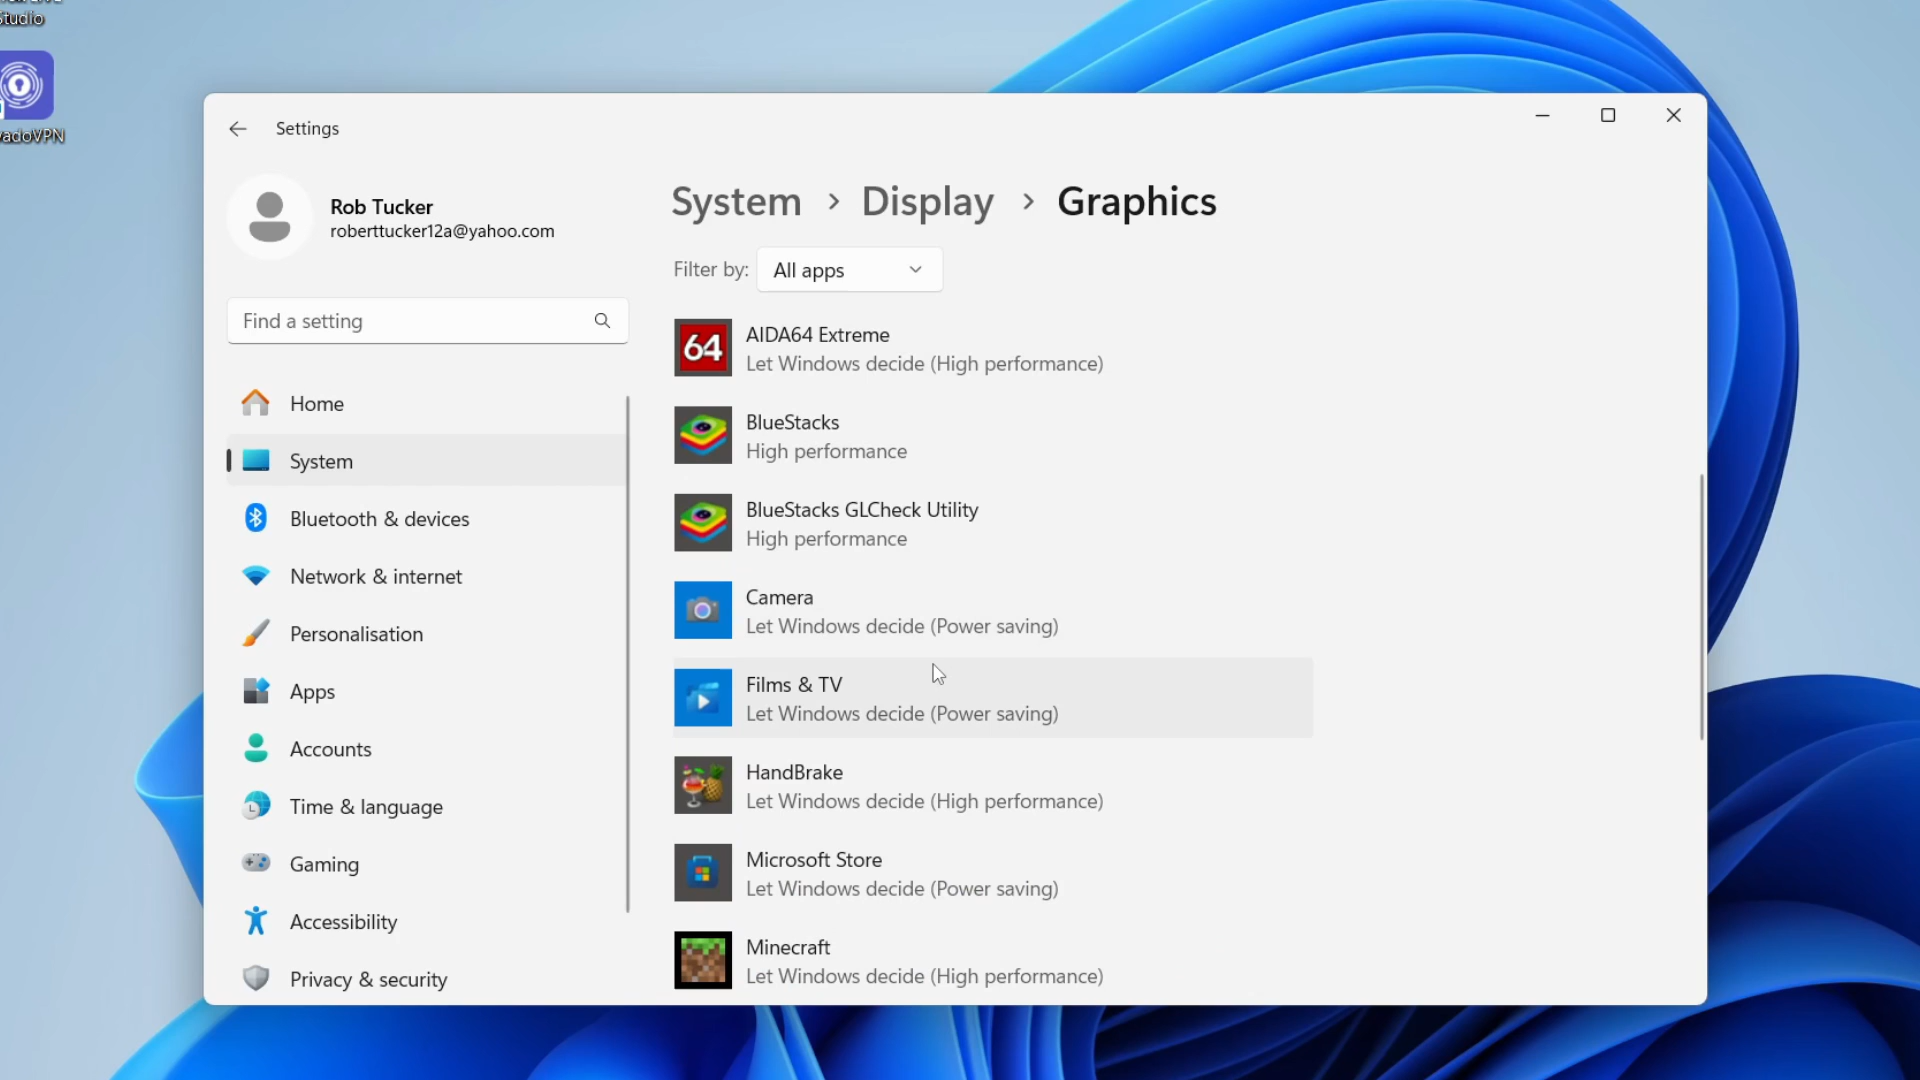 Studio
Settings
Rob Tucker
roberttucker12a@yahoo.com
Find a setting
Home
System
Bluetooth & devices
Network & internet
Personalisation
Apps
Accounts
Time & language
Gaming
Accessibility
Privacy & security
System > Display > Graphics
Filter by: All apps
64
AIDA64 Extreme
Let Windows decide (High performance)
BlueStacks
High performance
BlueStacks GLCheck Utility
High performance
Camera
Let Windows decide (Power saving)
Films & TV
Let Windows decide (Power saving)
HandBrake
Let Windows decide (High performance)
Microsoft Store
Let Windows decide (Power saving)
Minecraft
Let Windows decide (High performance)